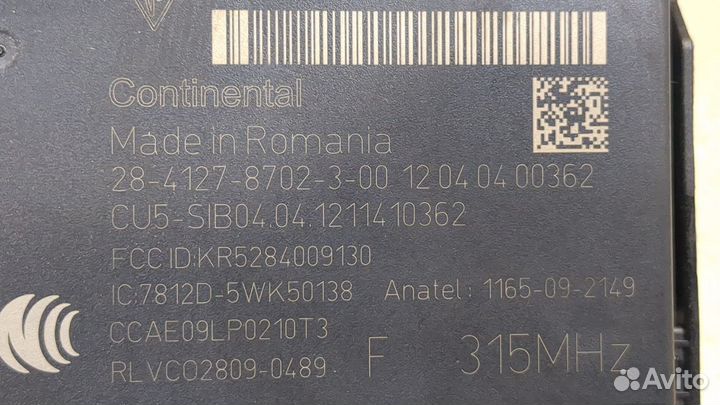 Continental
Made in Romania
28-4127-8702-3-00 12 04.04 00362
CU5-SIB04.04.1211410362
FCC ID:KR5284009130
IC:7812D-5WK50138 Anatel: 1165-09-2149
CCAE09LP0210T3
RLVCO2809-0489 F 315MHz
Avito